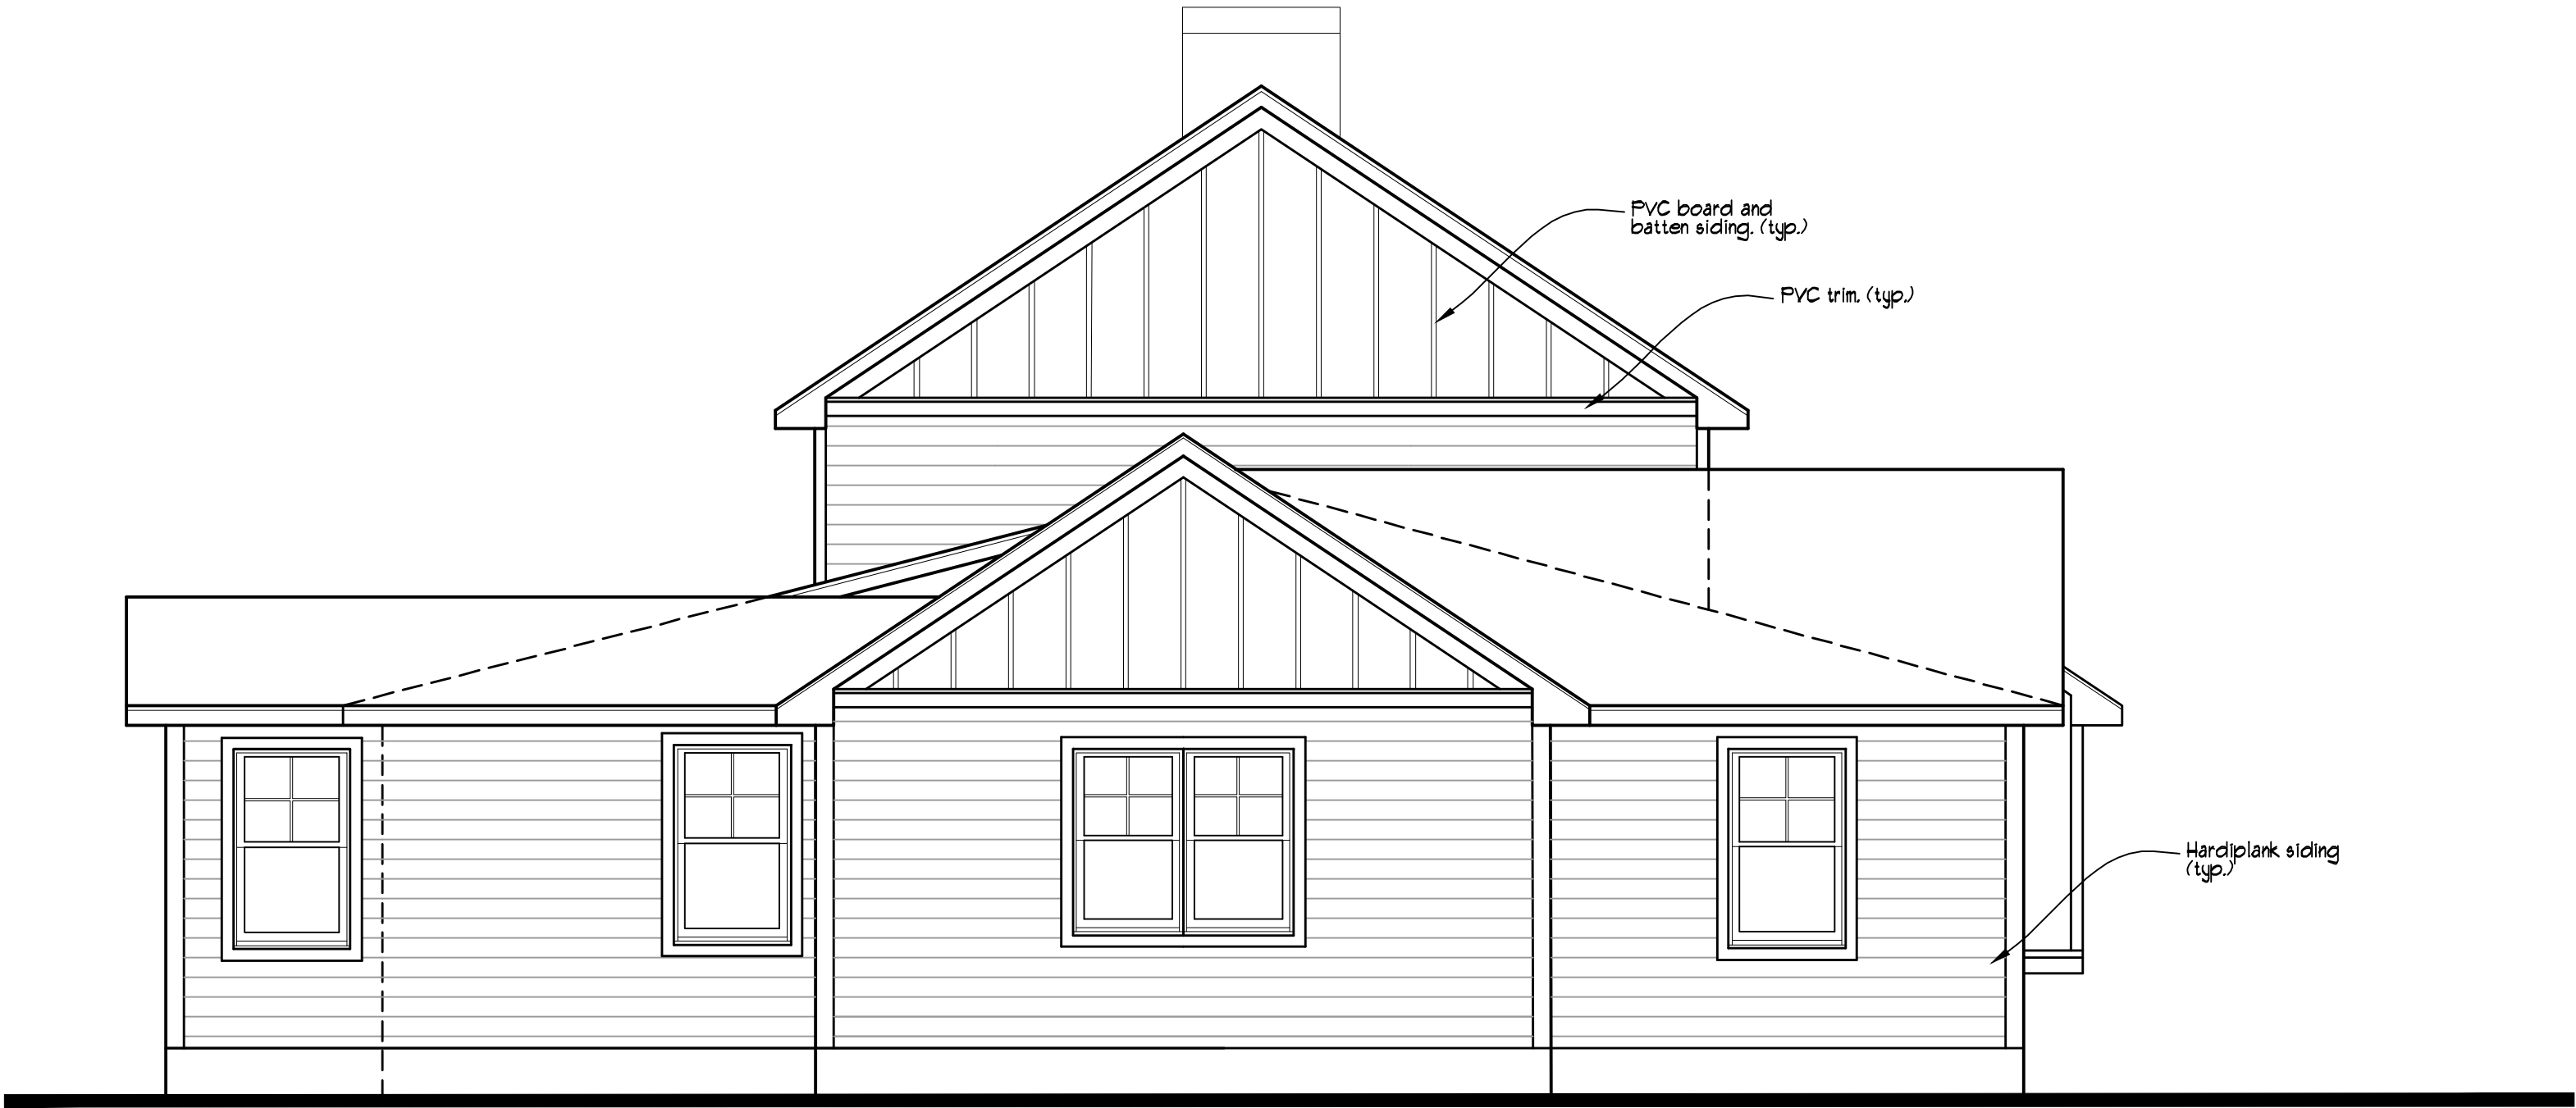 PVC board and
batten siding. (typ.)
PVC trim. (typ.)
Hardiplank siding
(typ.)